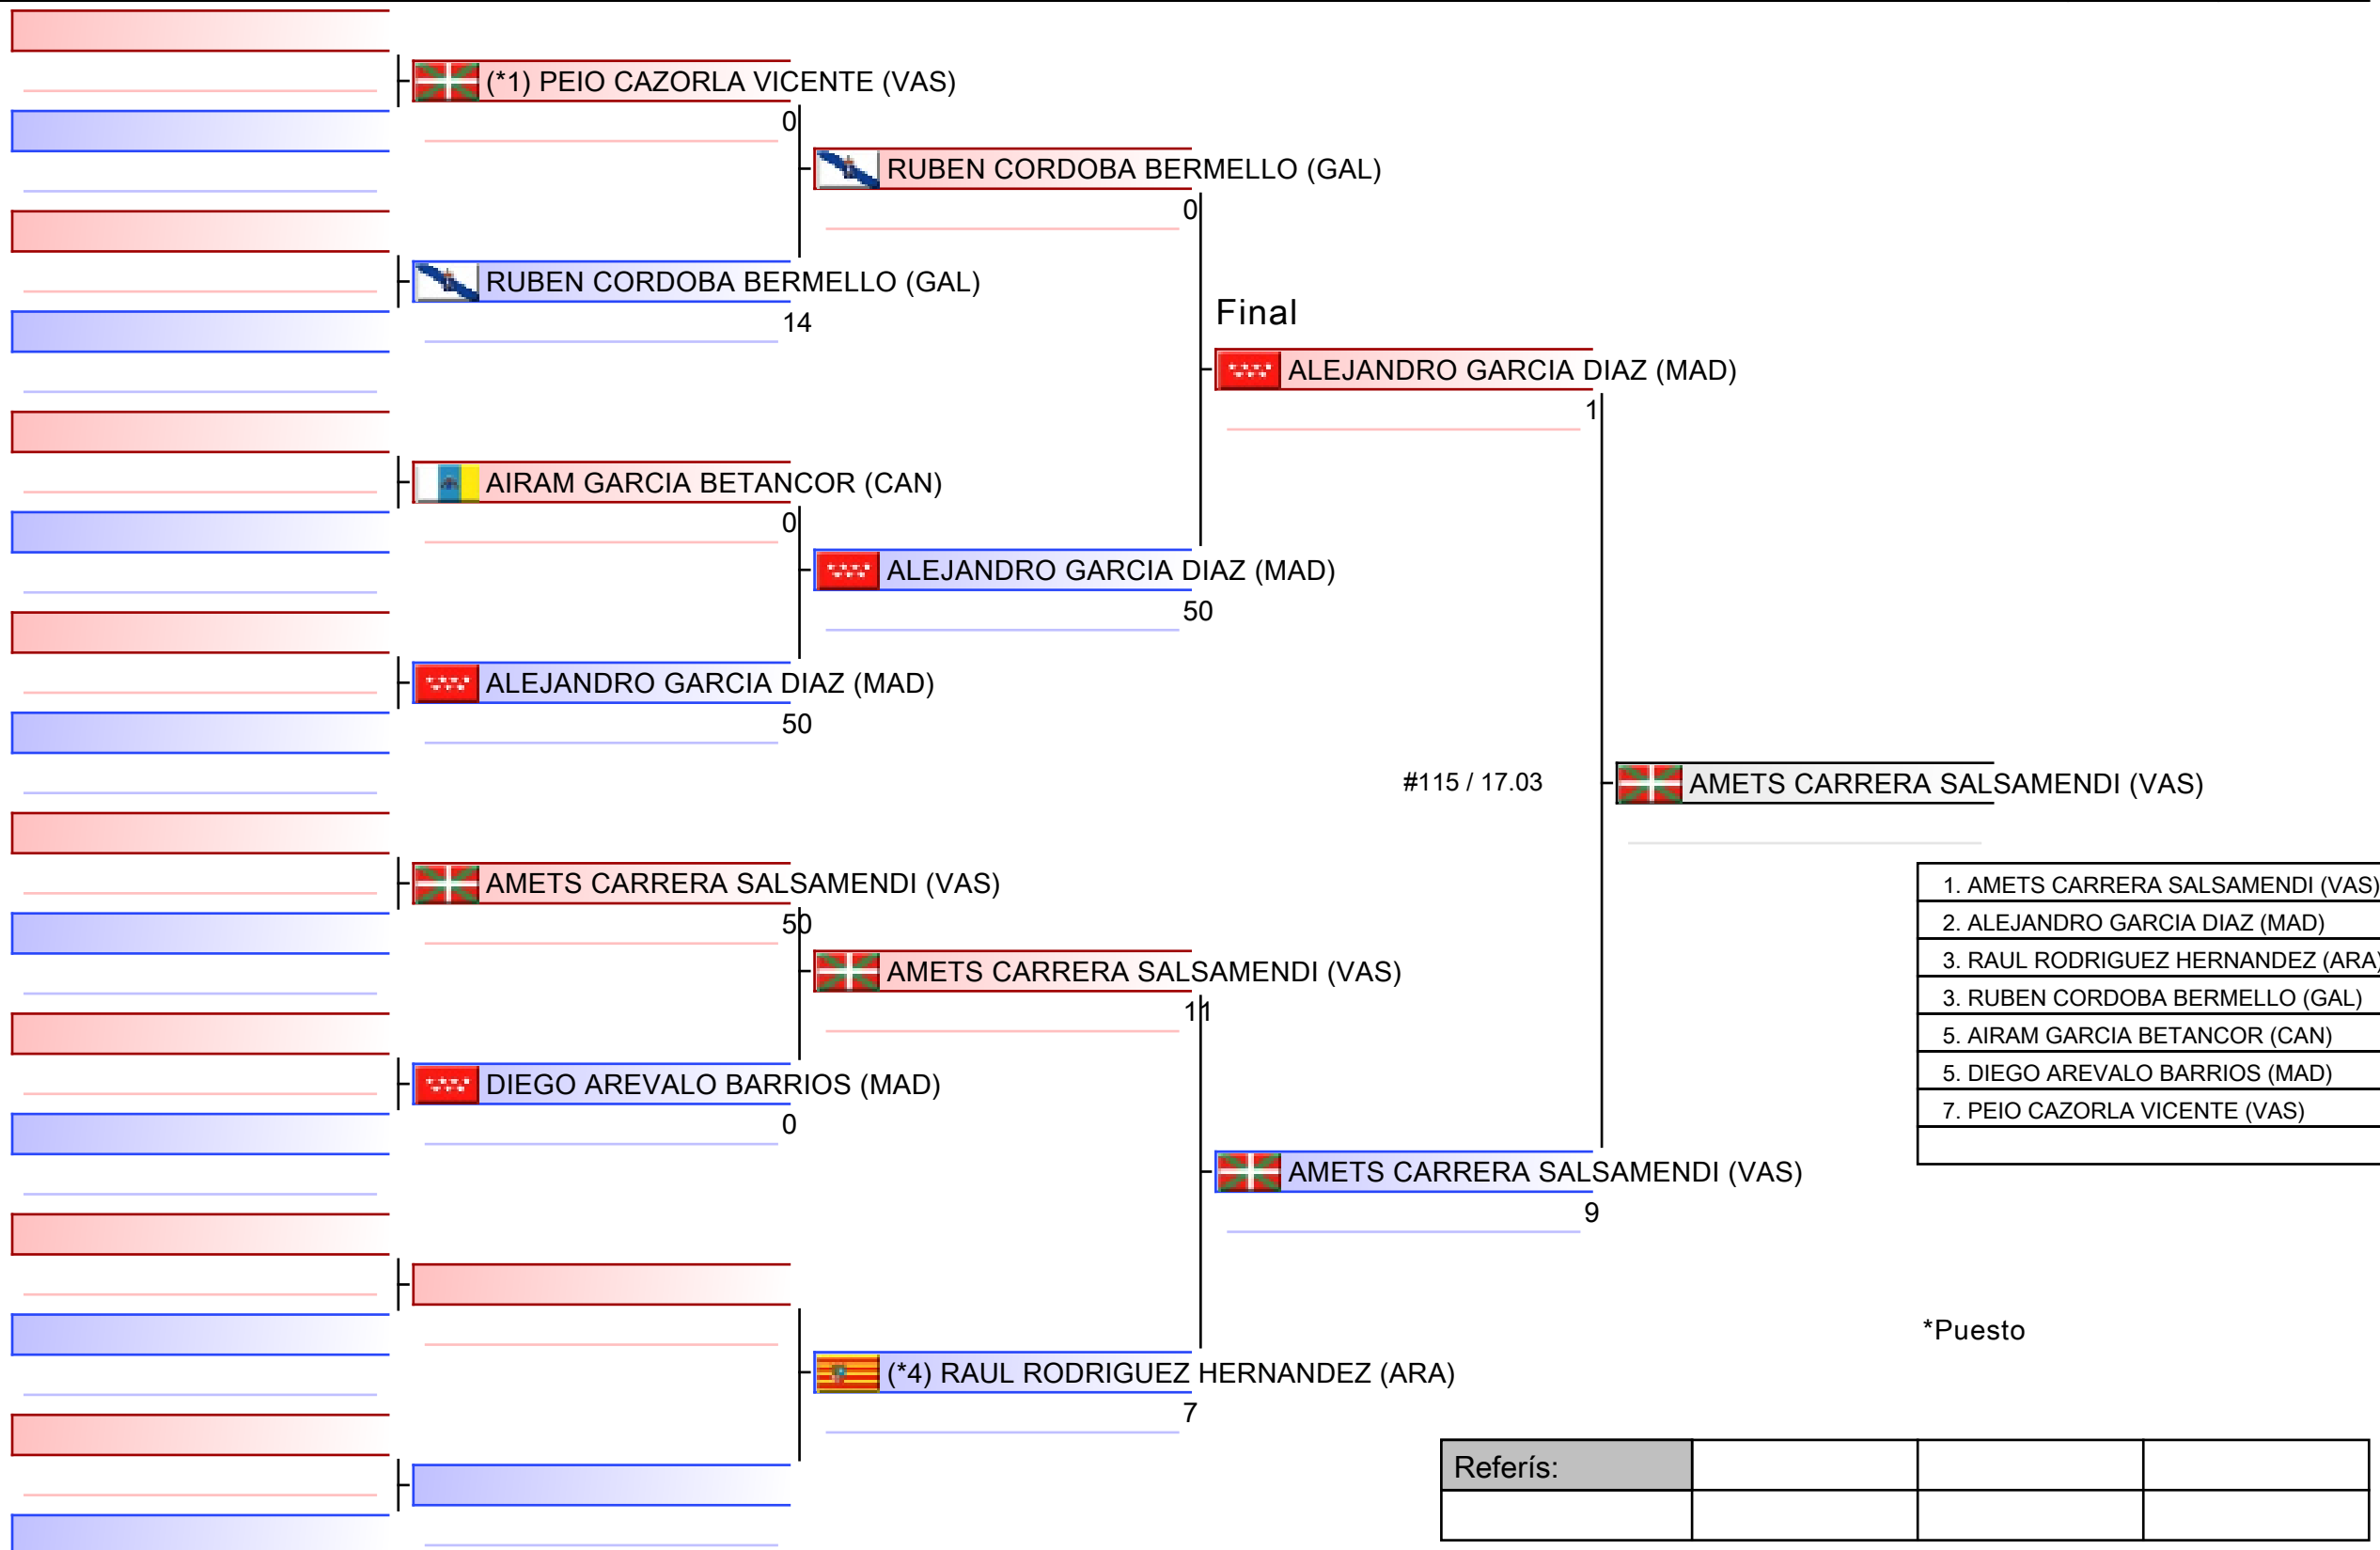 (*1) PEIO CAZORLA VICENTE (VAS)
0
RUBEN CORDOBA BERMELLO (GAL)
0
RUBEN CORDOBA BERMELLO (GAL)
14
Final
ALEJANDRO GARCIA DIAZ (MAD)
1
AIRAM GARCIA BETANCOR (CAN)
0
ALEJANDRO GARCIA DIAZ (MAD)
50
ALEJANDRO GARCIA DIAZ (MAD)
50
#115 / 17.03
AMETS CARRERA SALSAMENDI (VAS)
AMETS CARRERA SALSAMENDI (VAS)
50
AMETS CARRERA SALSAMENDI (VAS)
11
DIEGO AREVALO BARRIOS (MAD)
0
1. AMETS CARRERA SALSAMENDI (VAS)
2. ALEJANDRO GARCIA DIAZ (MAD)
3. RAUL RODRIGUEZ HERNANDEZ (ARA)
3. RUBEN CORDOBA BERMELLO (GAL)
5. AIRAM GARCIA BETANCOR (CAN)
5. DIEGO AREVALO BARRIOS (MAD)
7. PEIO CAZORLA VICENTE (VAS)
AMETS CARRERA SALSAMENDI (VAS)
9
*Puesto
(*4) RAUL RODRIGUEZ HERNANDEZ (ARA)
7
Referís: